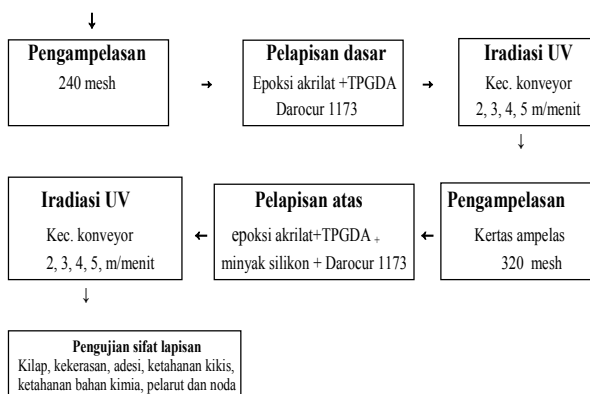 Pengampelasan
240 mesh
Pelapisan dasar
Epoksi akrilat +TPGDA
Darocur 1173
Iradiasi UV
Kec. konveyor
2, 3, 4, 5 m/menit
Pengampelasan
Kertas ampelas
320 mesh
Pelapisan atas
epoksi akrilat+TPGDA +
minyak silikon + Darocur 1173
Iradiasi UV
Kec. konveyor
2, 3, 4, 5, m/menit
Pengujian sifat lapisan
Kilap, kekerasan, adesi, ketahanan kikis,
ketahanan bahan kimia, pelarut dan noda